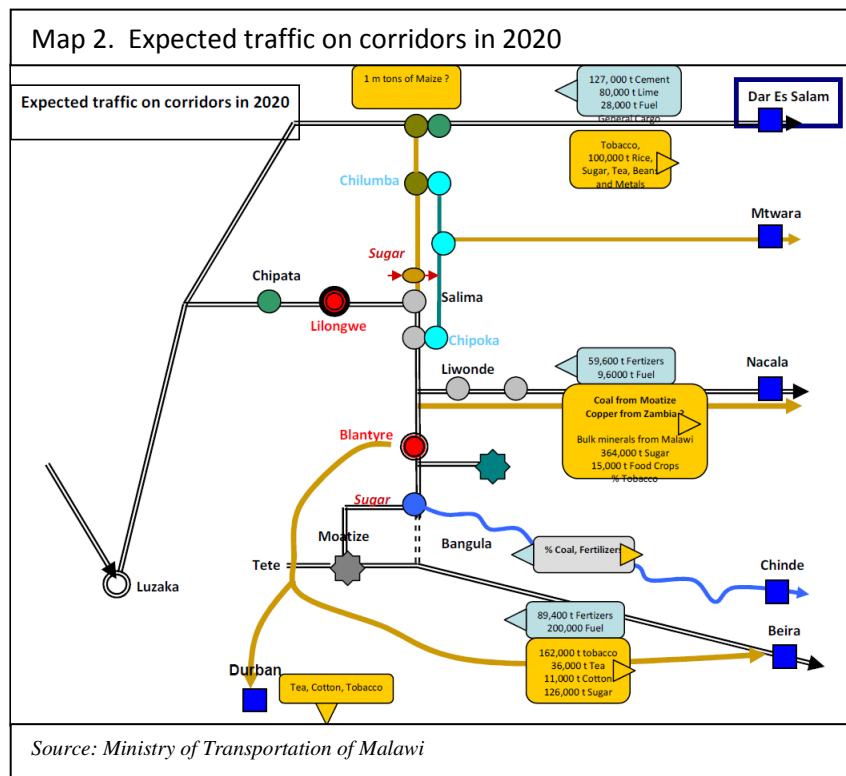 Map 2.  Expected traffic on corridors in 2020
1 m tons of Maize ?
127, 000 t Cement
80,000 t Lime
28,000 t Fuel
General Cargo
Expected traffic on corridors in 2020
Dar Es Salam
Tobacco,
100,000 t Rice,
Sugar, Tea, Beans
and Metals
Chilumba
Mtwara
Sugar
Chipata
Salima
Lilongwe
Chipoka
59,600 t Fertizers
9,6000 t Fuel
Liwonde
Nacala
Coal from Moatize
Copper from Zambia ?
Bulk minerals from Malawi
364,000 t Sugar
15,000 t Food Crops
% Tobacco
Blantyre
Sugar
Moatize
Bangula
% Coal, Fertilizers
Tete
Luzaka
Chinde
89,400 t Fertizers
200,000 Fuel
Beira
162,000 t tobacco
36,000 t Tea
11,000 t Cotton
126,000 t Sugar
Durban
Tea, Cotton, Tobacco
Source: Ministry of Transportation of Malawi